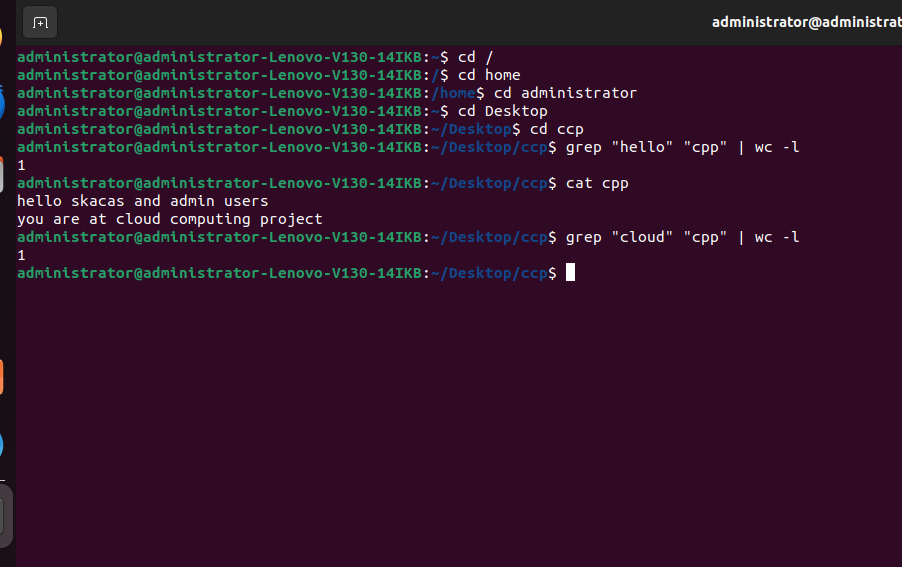 administrator@administrat
administrator@administrator-Lenovo-V130-14IKB:~$ cd /
administrator@administrator-Lenovo-V130-14IKB:/$ cd home
administrator@administrator-Lenovo-V130-14IKB:/home$ cd administrator
administrator@administrator-Lenovo-V130-14IKB:~$ cd Desktop
administrator@administrator-Lenovo-V130-14IKB:~/Desktop$ cd ccp
administrator@administrator-Lenovo-V130-14IKB:~/Desktop/ccp$ grep "hello" "cpp" | wc -l
1
administrator@administrator-Lenovo-V130-14IKB:~/Desktop/ccp$ cat cpp
hello skacas and admin users
you are at cloud computing project
administrator@administrator-Lenovo-V130-14IKB:~/Desktop/ccp$ grep "cloud" "cpp" | wc -l
1
administrator@administrator-Lenovo-V130-14IKB:~/Desktop/ccp$